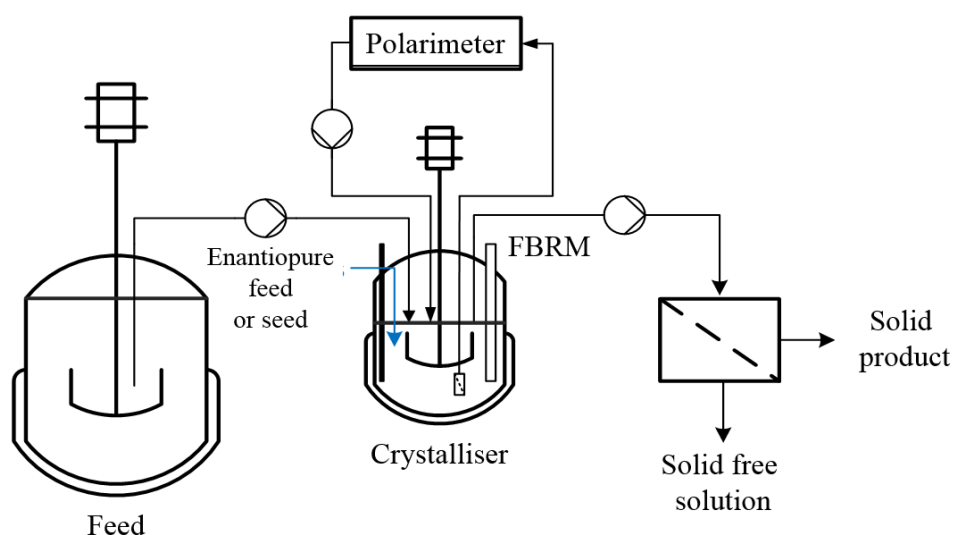 Polarimeter
Enantiopure
feed
or seed
FBRM
Solid
product
Crystalliser
Solid free
solution
Feed